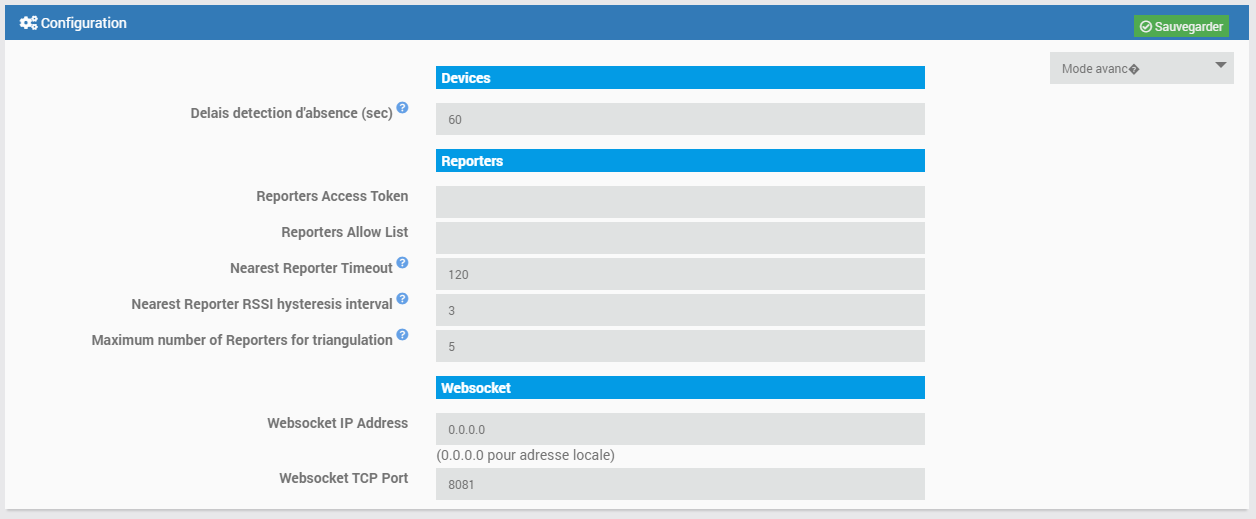 Configuration
Sauvegarder
Mode avanc�
Devices
Delais detection d'absence (sec)
60
Reporters
Reporters Access Token
Reporters Allow List
Nearest Reporter Timeout
120
Nearest Reporter RSSI hysteresis interval
3
Maximum number of Reporters for triangulation
5
Websocket
Websocket IP Address
0.0.0.0
(0.0.0.0 pour adresse locale)
Websocket TCP Port
8081